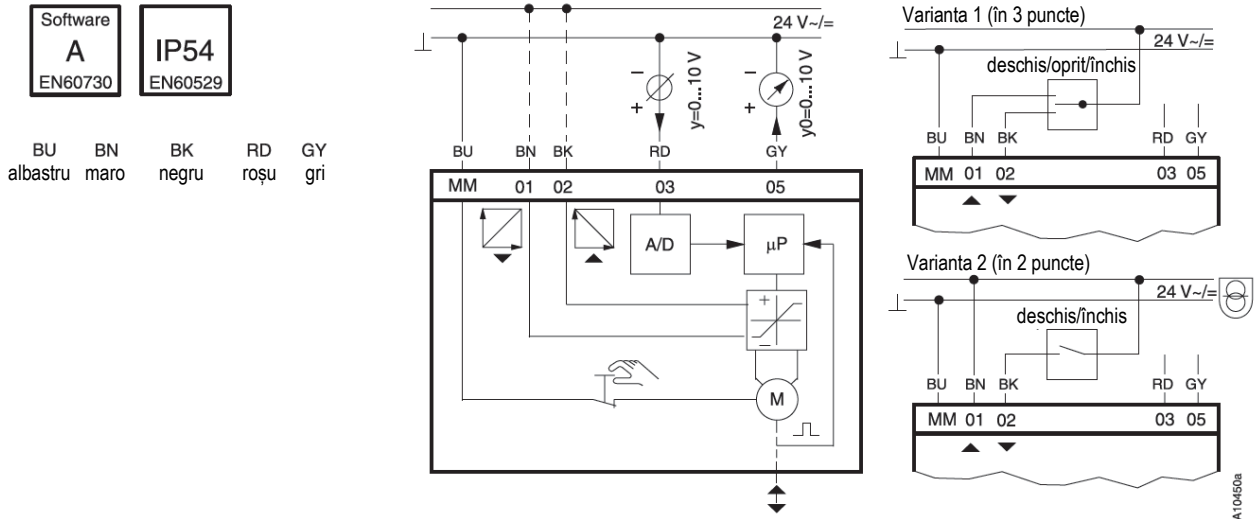 Software
A
EN60730
IP54
EN60529
BU BN BK RD GY
albastru maro negru roșu gri
24 V~/=
⊥
− −
+ +
y=0...10 V
y0=0...10 V
BU BN BK RD GY
MM 01 02 03 05
A/D µP
+
−
M
Varianta 1 (în 3 puncte)
24 V~/=
⊥
deschis/oprit/închis
BU BN BK RD GY
MM 01 02 03 05
Varianta 2 (în 2 puncte)
24 V~/=
⊥
deschis/închis
BU BN BK RD GY
MM 01 02 03 05
A10450a